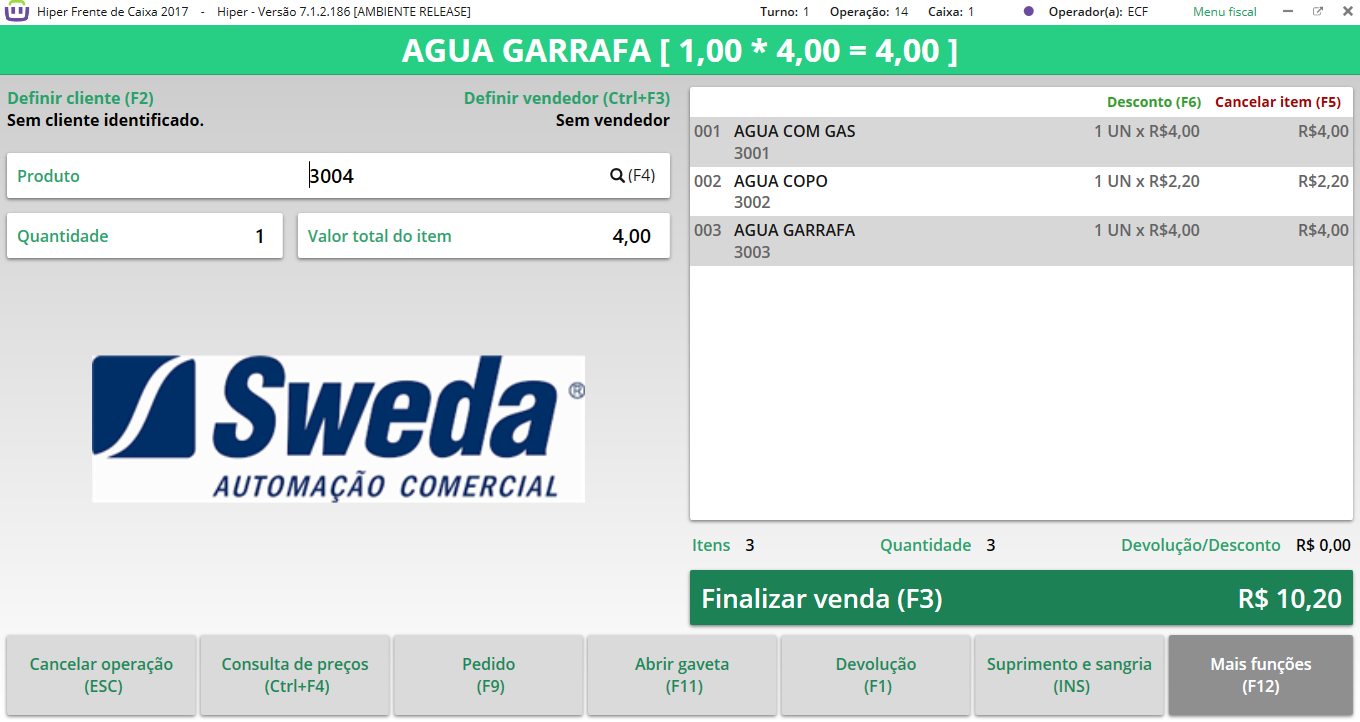 Hiper Frente de Caixa 2017 - Hiper - Versão 7.1.2.186 [AMBIENTE RELEASE] Turno: 1 Operação: 14 Caixa: 1 Operador(a): ECF Menu fiscal
AGUA GARRAFA [ 1,00 * 4,00 = 4,00 ]
Definir cliente (F2) Definir vendedor (Ctrl+F3)
Sem cliente identificado. Sem vendedor
Produto 3004 (F4)
Quantidade 1 Valor total do item 4,00
Sweda ®
AUTOMAÇÃO COMERCIAL
Desconto (F6) Cancelar item (F5)
001 AGUA COM GAS 1 UN x R$4,00 R$4,00
3001
002 AGUA COPO 1 UN x R$2,20 R$2,20
3002
003 AGUA GARRAFA 1 UN x R$4,00 R$4,00
3003
Itens 3 Quantidade 3 Devolução/Desconto R$ 0,00
Finalizar venda (F3) R$ 10,20
Cancelar operação
(ESC)
Consulta de preços
(Ctrl+F4)
Pedido
(F9)
Abrir gaveta
(F11)
Devolução
(F1)
Suprimento e sangria
(INS)
Mais funções
(F12)